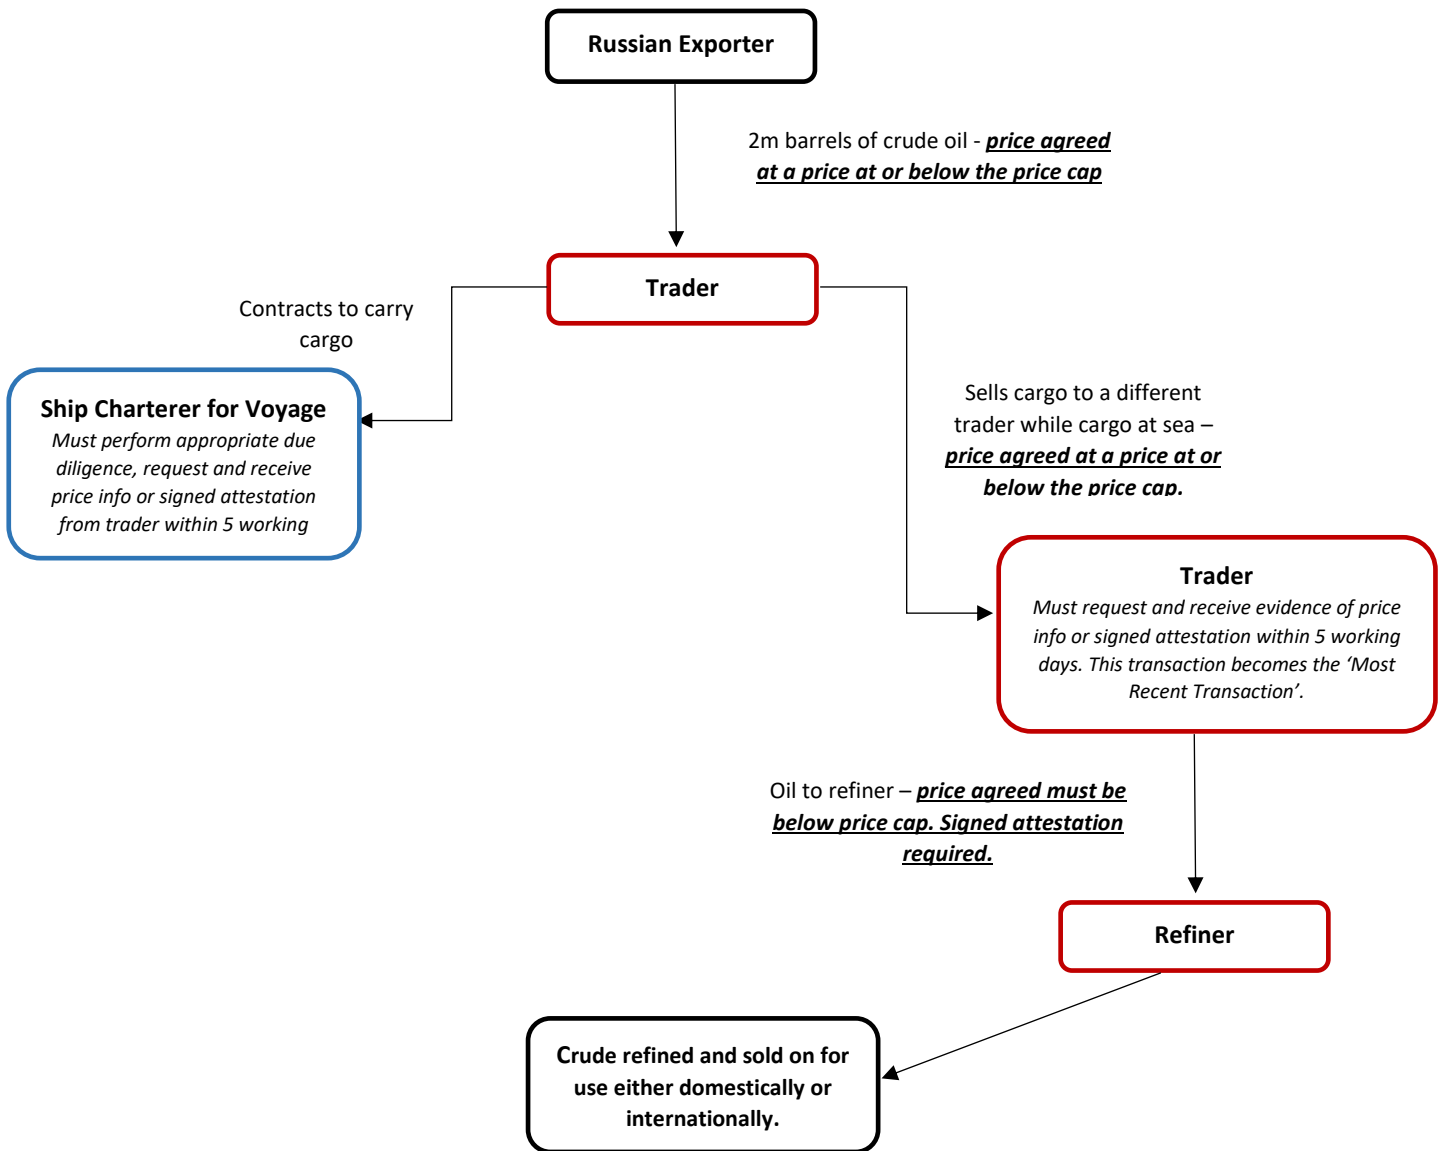 Russian Exporter
2m barrels of crude oil - price agreed
at a price at or below the price cap
Trader
Contracts to carry
cargo
Ship Charterer for Voyage
Must perform appropriate due
diligence, request and receive
price info or signed attestation
from trader within 5 working
Sells cargo to a different
trader while cargo at sea –
price agreed at a price at or
below the price cap.
Trader
Must request and receive evidence of price
info or signed attestation within 5 working
days. This transaction becomes the ‘Most
Recent Transaction’.
Oil to refiner – price agreed must be
below price cap. Signed attestation
required.
Refiner
Crude refined and sold on for
use either domestically or
internationally.